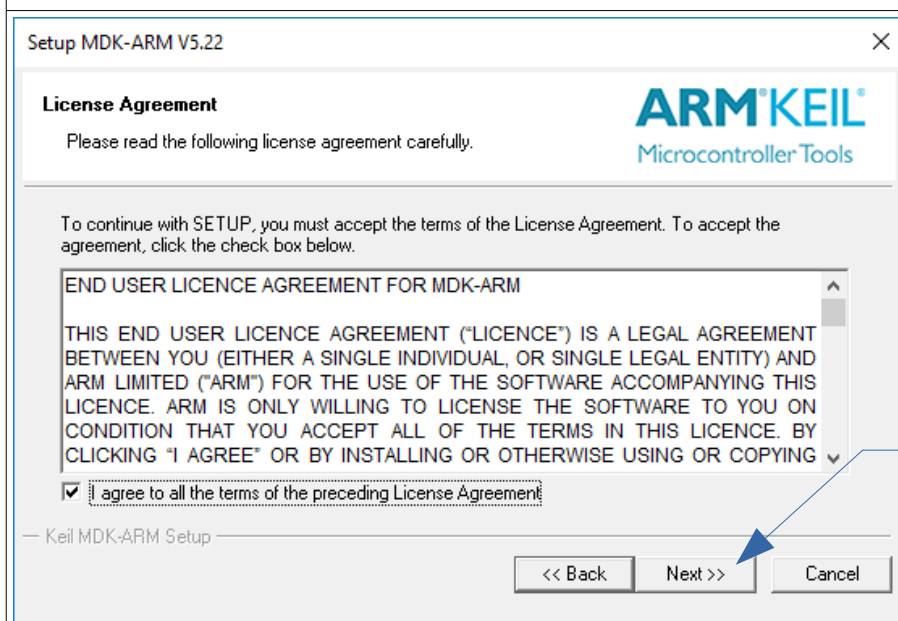 Setup MDK-ARM V5.22
License Agreement
Please read the following license agreement carefully.
ARM®KEIL®
Microcontroller Tools
To continue with SETUP, you must accept the terms of the License Agreement. To accept the
agreement, click the check box below.
END USER LICENCE AGREEMENT FOR MDK-ARM
THIS END USER LICENCE AGREEMENT (“LICENCE”) IS A LEGAL AGREEMENT
BETWEEN YOU (EITHER A SINGLE INDIVIDUAL, OR SINGLE LEGAL ENTITY) AND
ARM LIMITED ("ARM") FOR THE USE OF THE SOFTWARE ACCOMPANYING THIS
LICENCE. ARM IS ONLY WILLING TO LICENSE THE SOFTWARE TO YOU ON
CONDITION THAT YOU ACCEPT ALL OF THE TERMS IN THIS LICENCE. BY
CLICKING “I AGREE” OR BY INSTALLING OR OTHERWISE USING OR COPYING
I agree to all the terms of the preceding License Agreement
Keil MDK-ARM Setup
<< Back
Next >>
Cancel